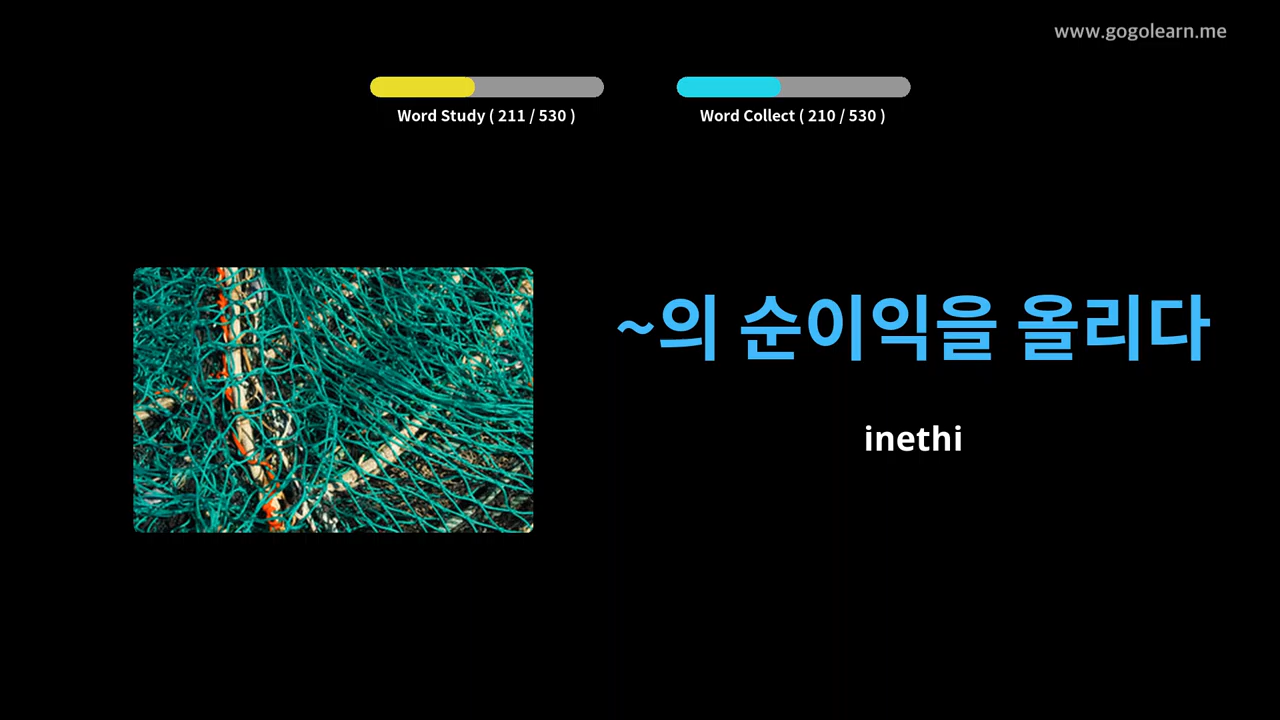 www.gogolearn.me
Word Study ( 211 / 530 )
Word Collect ( 210 / 530 )
~의 순이익을 올리다
inethi